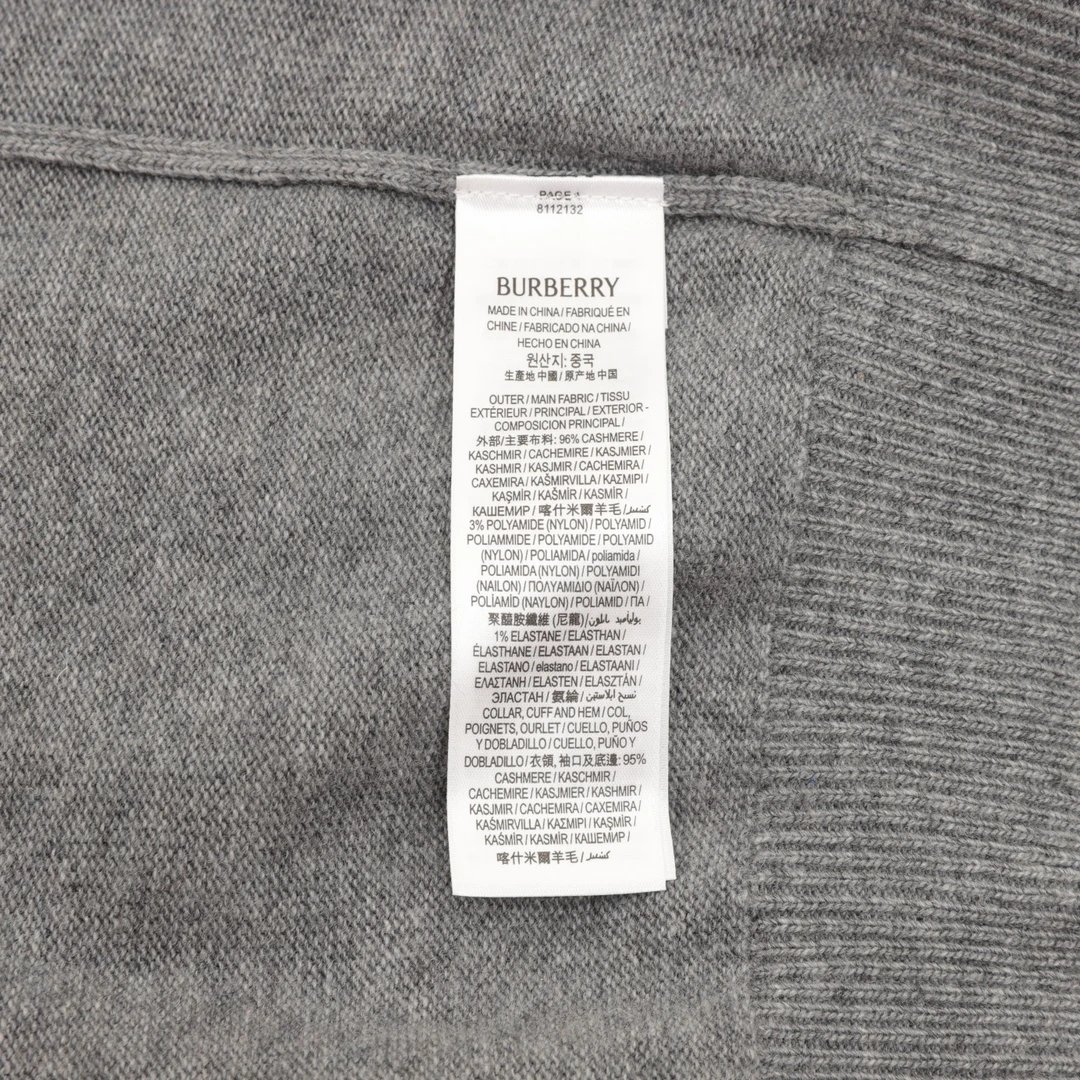 PAGE 1
8112132
BURBERRY
MADE IN CHINA / FABRIQUÉ EN
CHINE / FABRICADO NA CHINA /
HECHO EN CHINA
원산지: 중국
生產地 中國 / 原产地 中国
OUTER / MAIN FABRIC / TISSU
EXTÉRIEUR / PRINCIPAL / EXTERIOR -
COMPOSICION PRINCIPAL /
外部/主要布料: 96% CASHMERE /
KASCHMIR / CACHEMIRE / KASJMIER /
KASHMIR / KASJMIR / CACHEMIRA /
CAXEMIRA / KAŠMIRVILLA / ΚΑΣΜΙΡΙ /
KAŞMİR / KAŠMÍR / KASMÍR /
КАШЕМИР / 喀什米爾羊毛 / كشمير
3% POLYAMIDE (NYLON) / POLYAMID /
POLIAMMIDE / POLYAMIDE / POLYAMID
(NYLON) / POLIAMIDA / poliamida /
POLIAMIDA (NYLON) / POLYAMIDI
(NAILON) / ΠΟΛΥΑΜΙΔΙΟ (ΝΑΪΛΟΝ) /
POLİAMİD (NAYLON) / POLIAMID / ПА /
聚醯胺纖維 (尼龍)/بولياميد نايلون
1% ELASTANE / ELASTHAN /
ÉLASTHANE / ELASTAAN / ELASTAN /
ELASTANO / elastano / ELASTAANI /
ΕΛΑΣΤΑΝΗ / ELASTEN / ELASZTÁN /
ЭЛАСТАН / 氨綸 / نسيج ايلاستين
COLLAR, CUFF AND HEM / COL,
POIGNETS, OURLET / CUELLO, PUÑOS
Y DOBLADILLO / CUELLO, PUÑO Y
DOBLADILLO / 衣領, 袖口及底邊: 95%
CASHMERE / KASCHMIR /
CACHEMIRE / KASJMIER / KASHMIR /
KASJMIR / CACHEMIRA / CAXEMIRA /
KAŠMIRVILLA / ΚΑΣΜΙΡΙ / KAŞMİR /
KAŠMÍR / KASMÍR / КАШЕМИР /
喀什米爾羊毛 / كشمير